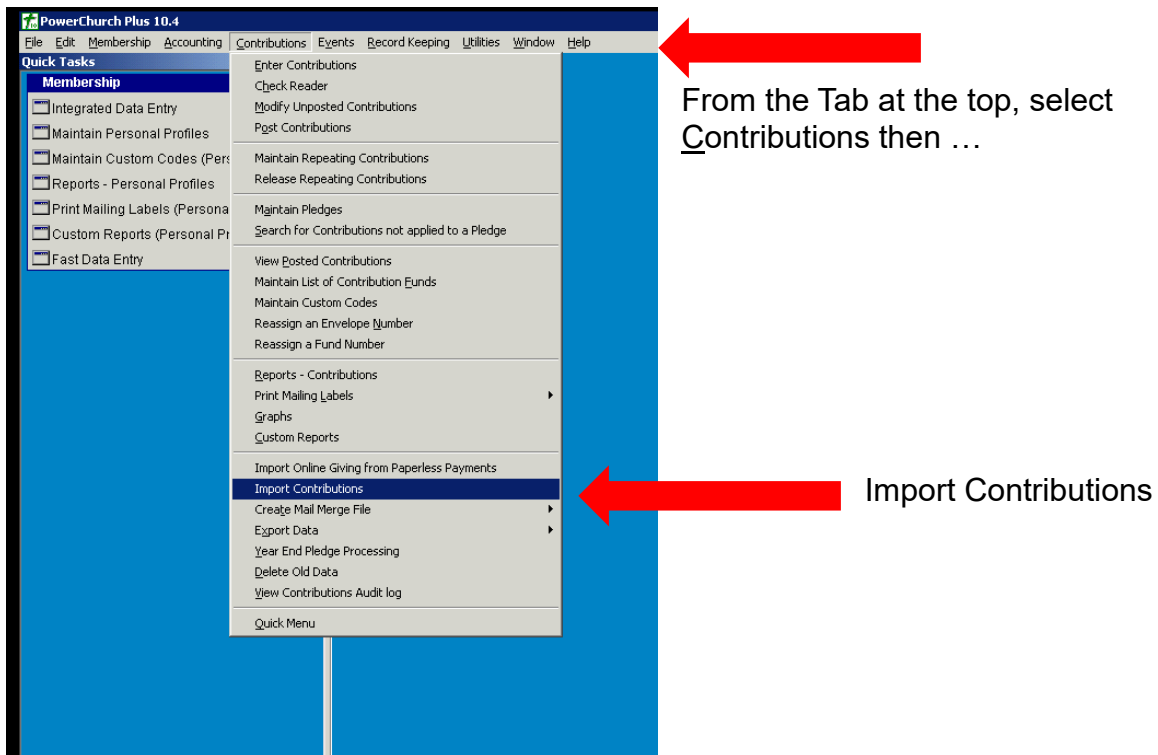 PowerChurch Plus 10.4
File Edit Membership Accounting Contributions Events Record Keeping Utilities Window Help
Quick Tasks
Membership
Integrated Data Entry
Maintain Personal Profiles
Maintain Custom Codes (Pers
Reports - Personal Profiles
Print Mailing Labels (Persona
Custom Reports (Personal Pr
Fast Data Entry
Enter Contributions
Check Reader
Modify Unposted Contributions
Post Contributions
Maintain Repeating Contributions
Release Repeating Contributions
Maintain Pledges
Search for Contributions not applied to a Pledge
View Posted Contributions
Maintain List of Contribution Funds
Maintain Custom Codes
Reassign an Envelope Number
Reassign a Fund Number
Reports - Contributions
Print Mailing Labels
Graphs
Custom Reports
Import Online Giving from Paperless Payments
Import Contributions
Create Mail Merge File
Export Data
Year End Pledge Processing
Delete Old Data
View Contributions Audit log
Quick Menu
From the Tab at the top, select
Contributions then …
Import Contributions